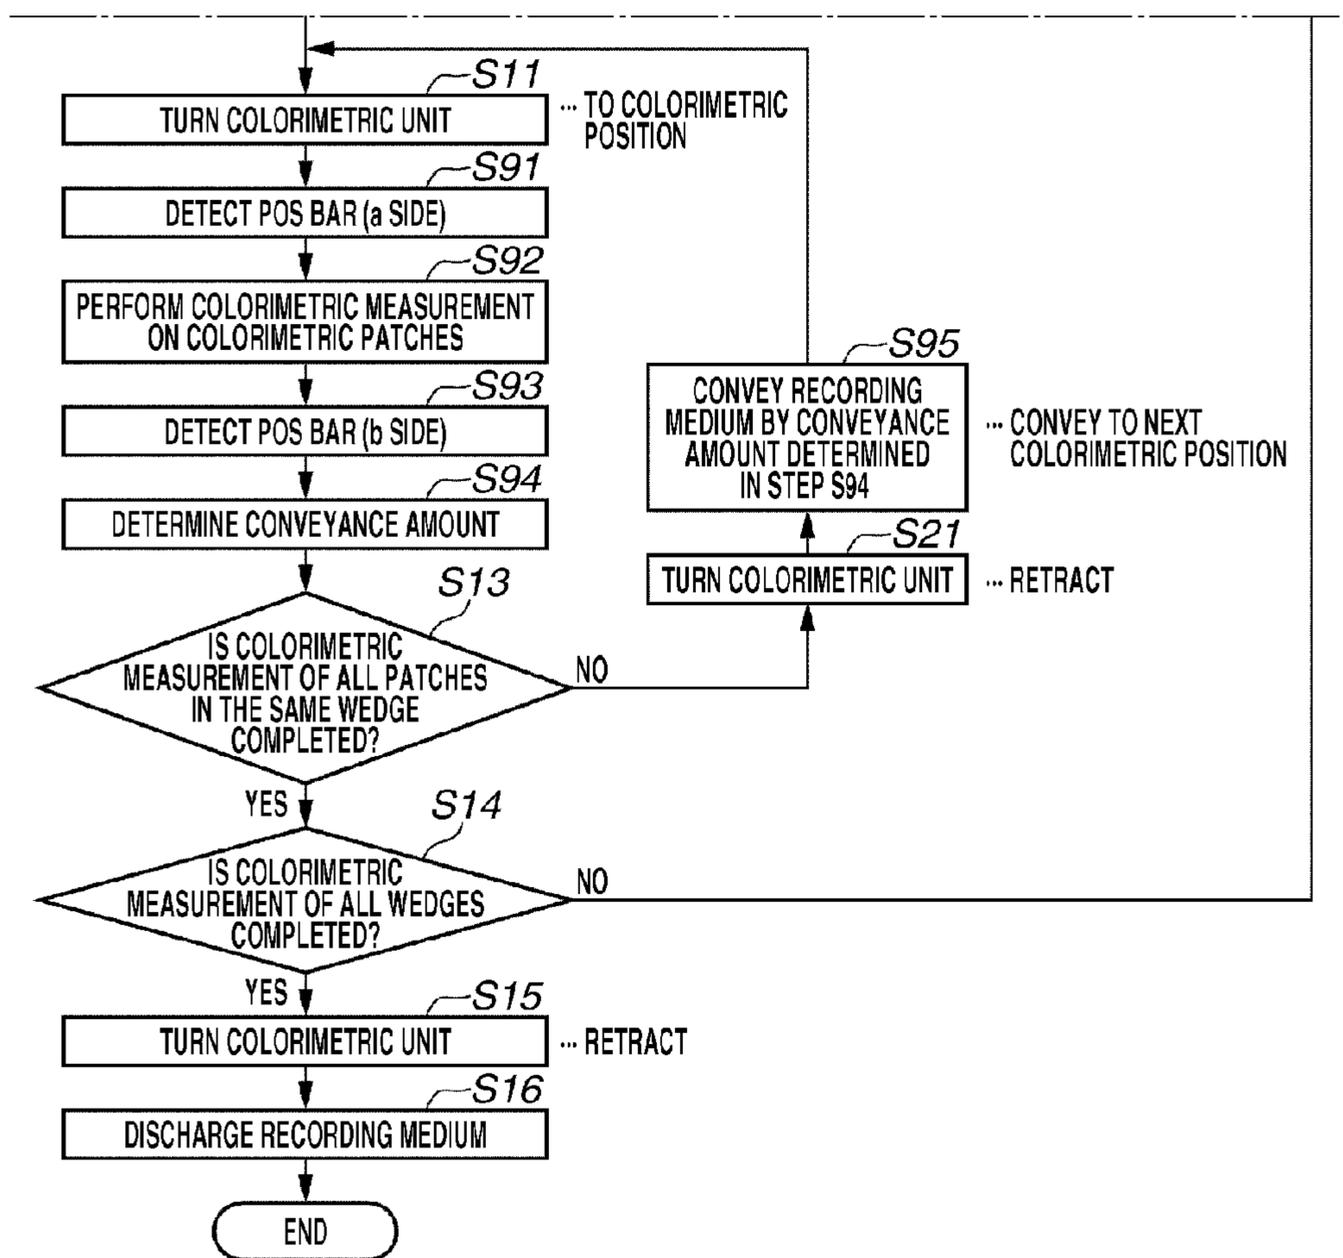 S11
TURN COLORIMETRIC UNIT
... TO COLORIMETRIC
POSITION
S91
DETECT POS BAR (a SIDE)
S92
PERFORM COLORIMETRIC MEASUREMENT
ON COLORIMETRIC PATCHES
S93
DETECT POS BAR (b SIDE)
S94
DETERMINE CONVEYANCE AMOUNT
S95
CONVEY RECORDING
MEDIUM BY CONVEYANCE
AMOUNT DETERMINED
IN STEP S94
... CONVEY TO NEXT
COLORIMETRIC POSITION
S21
TURN COLORIMETRIC UNIT
... RETRACT
S13
IS COLORIMETRIC
MEASUREMENT OF ALL PATCHES
IN THE SAME WEDGE
COMPLETED?
NO
YES
S14
IS COLORIMETRIC
MEASUREMENT OF ALL WEDGES
COMPLETED?
NO
YES
S15
TURN COLORIMETRIC UNIT
... RETRACT
S16
DISCHARGE RECORDING MEDIUM
END